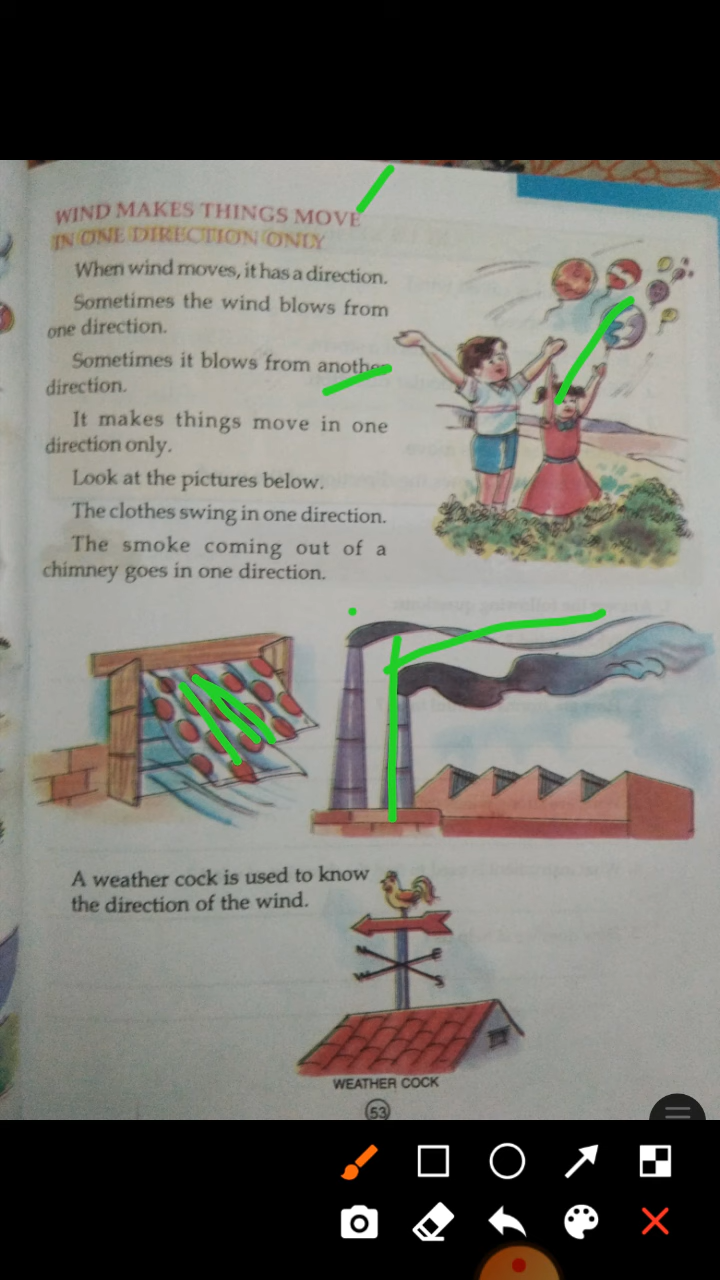 WIND MAKES THINGS MOVE
IN ONE DIRECTION ONLY
When wind moves, it has a direction.
Sometimes the wind blows from
one direction.
Sometimes it blows from another
direction.
It makes things move in one
direction only.
Look at the pictures below.
The clothes swing in one direction.
The smoke coming out of a
chimney goes in one direction.
A weather cock is used to know
the direction of the wind.
N E
W S
WEATHER COCK
53